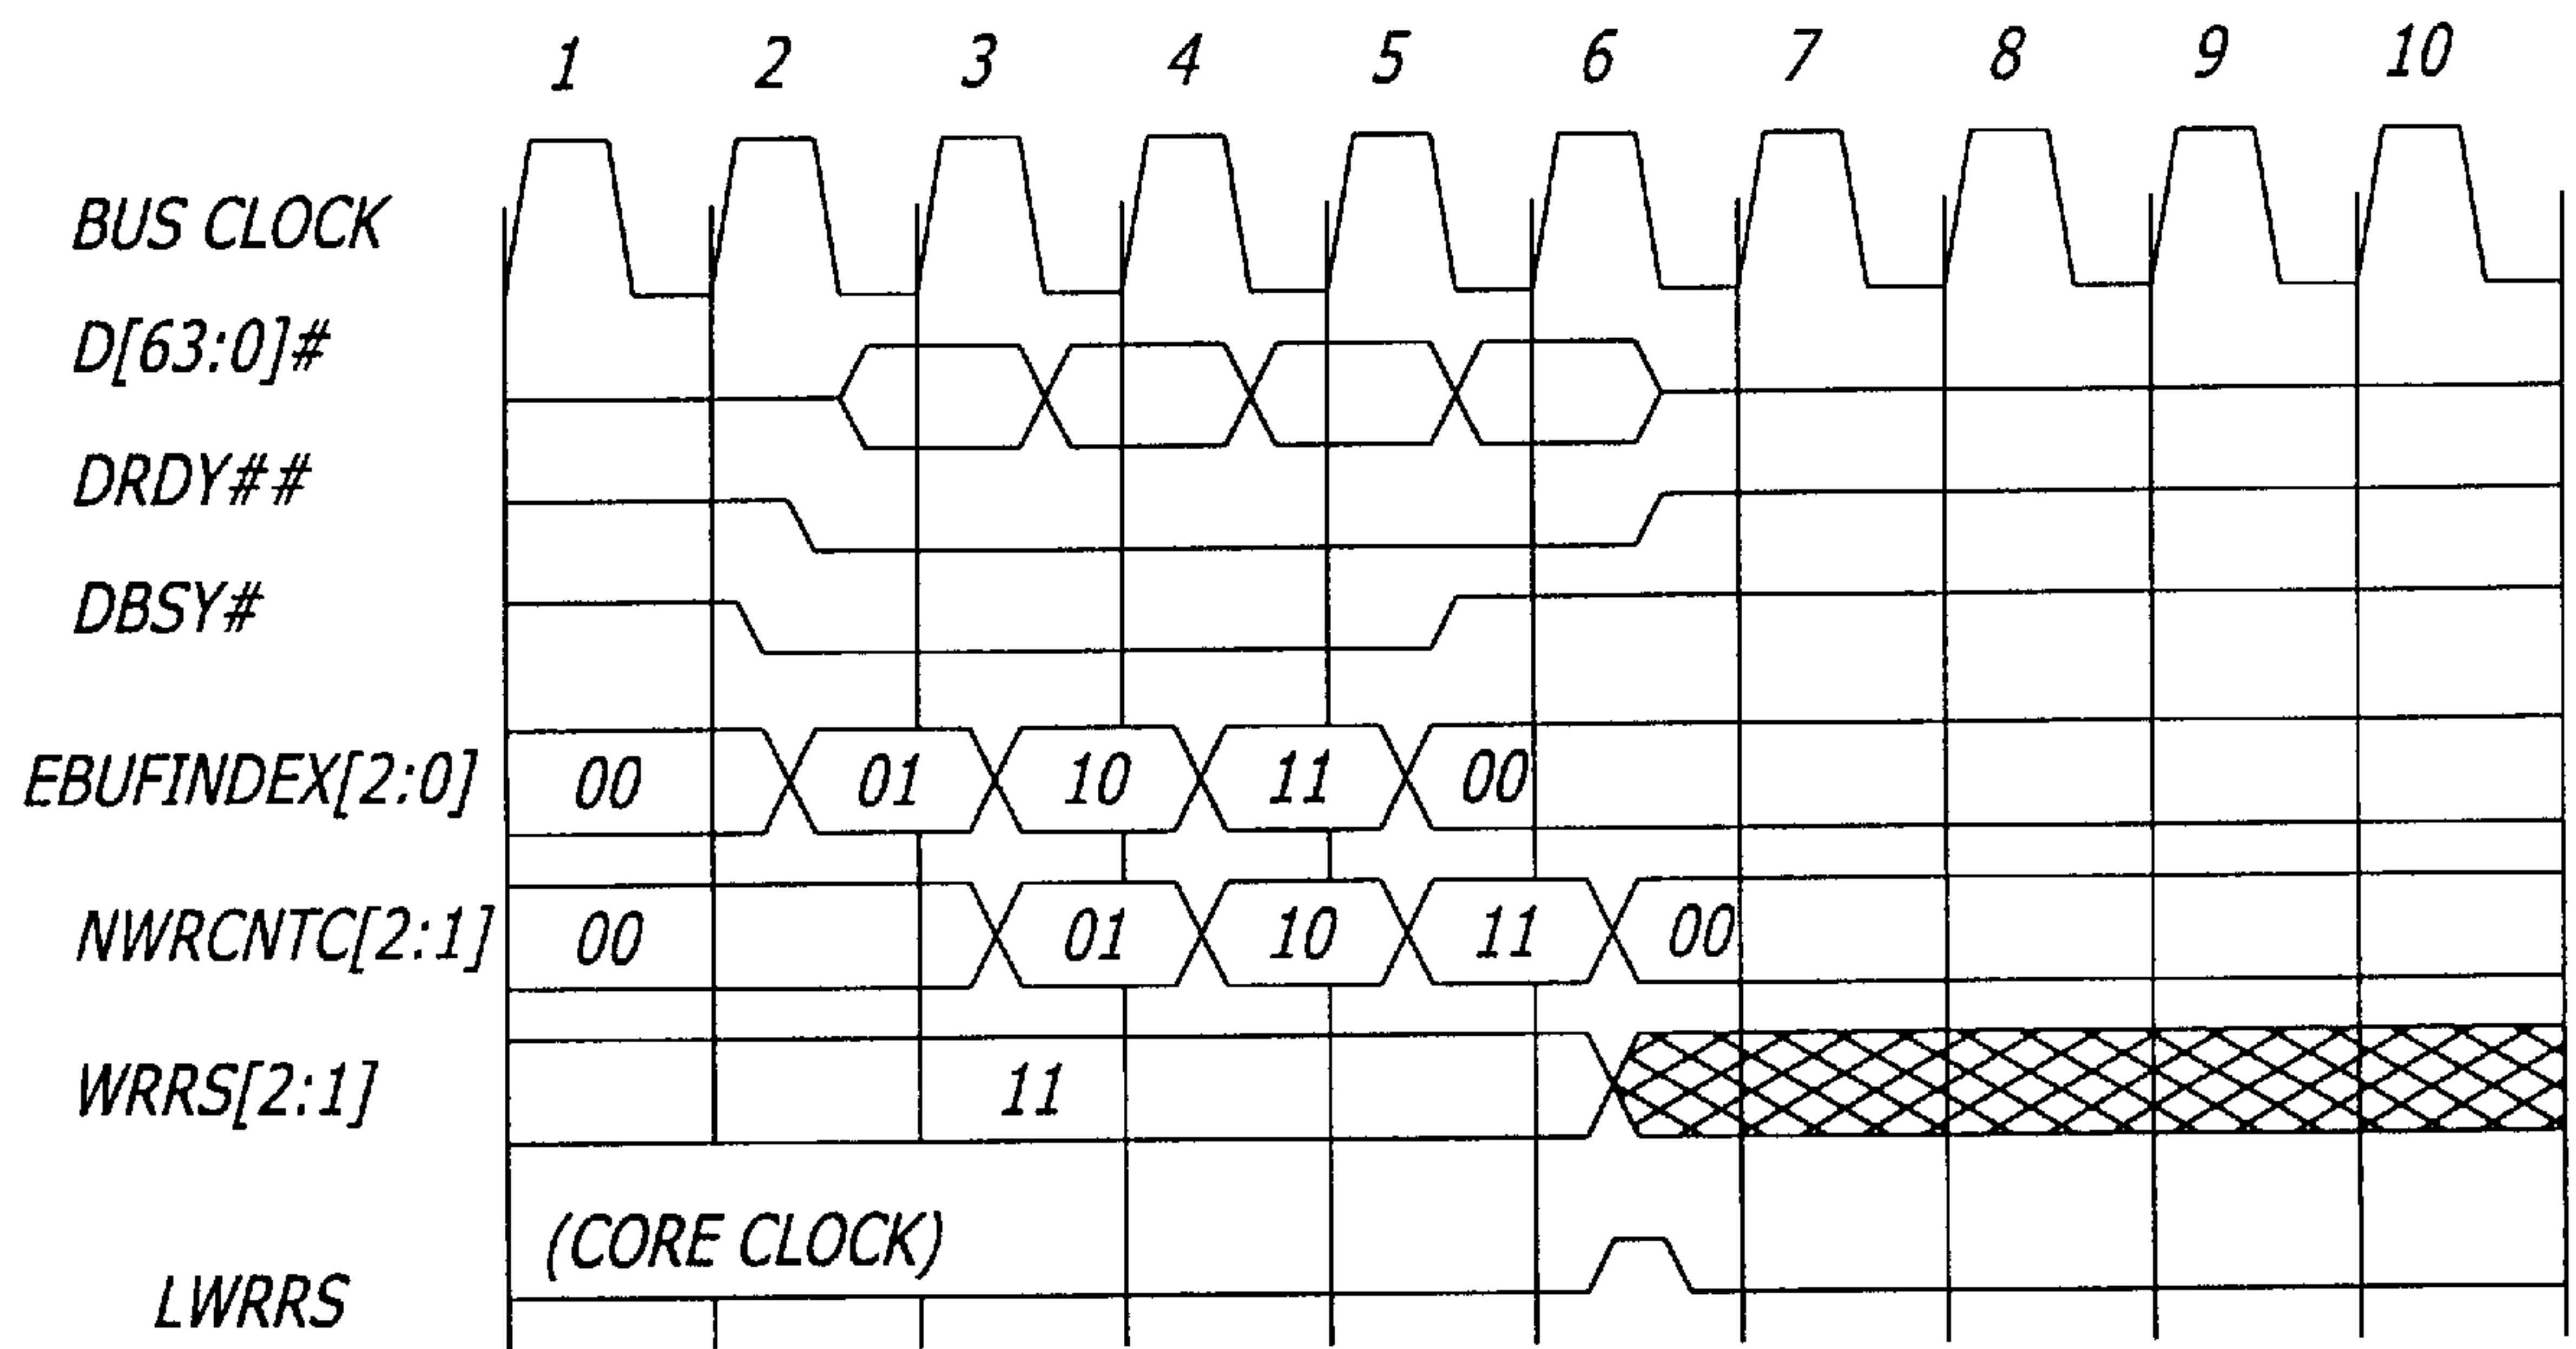 1 2 3 4 5 6 7 8 9 10
BUS CLOCK
D[63:0]#
DRDY##
DBSY#
EBUFINDEX[2:0] 00 01 10 11 00
NWRCNTC[2:1] 00 01 10 11 00
WRRS[2:1] 11
(CORE CLOCK)
LWRRS